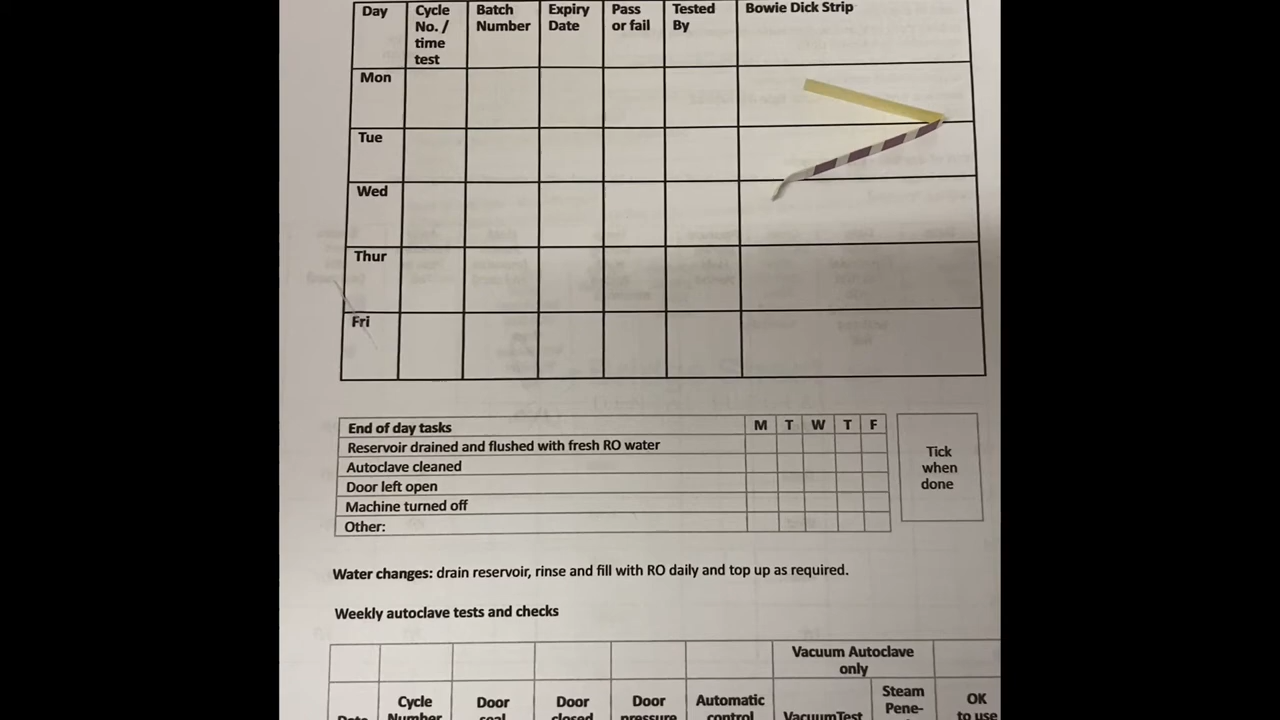 Day Cycle No. / time test Batch Number Expiry Date Pass or fail Tested By Bowie Dick Strip
Mon
Tue
Wed
Thur
Fri
End of day tasks M T W T F
Reservoir drained and flushed with fresh RO water
Autoclave cleaned
Door left open
Machine turned off
Other:
Tick
when
done
Water changes: drain reservoir, rinse and fill with RO daily and top up as required.
Weekly autoclave tests and checks
Vacuum Autoclave
only
Cycle Number Door Door closed Door pressure Automatic control VacuumTest Steam Pene- OK to use